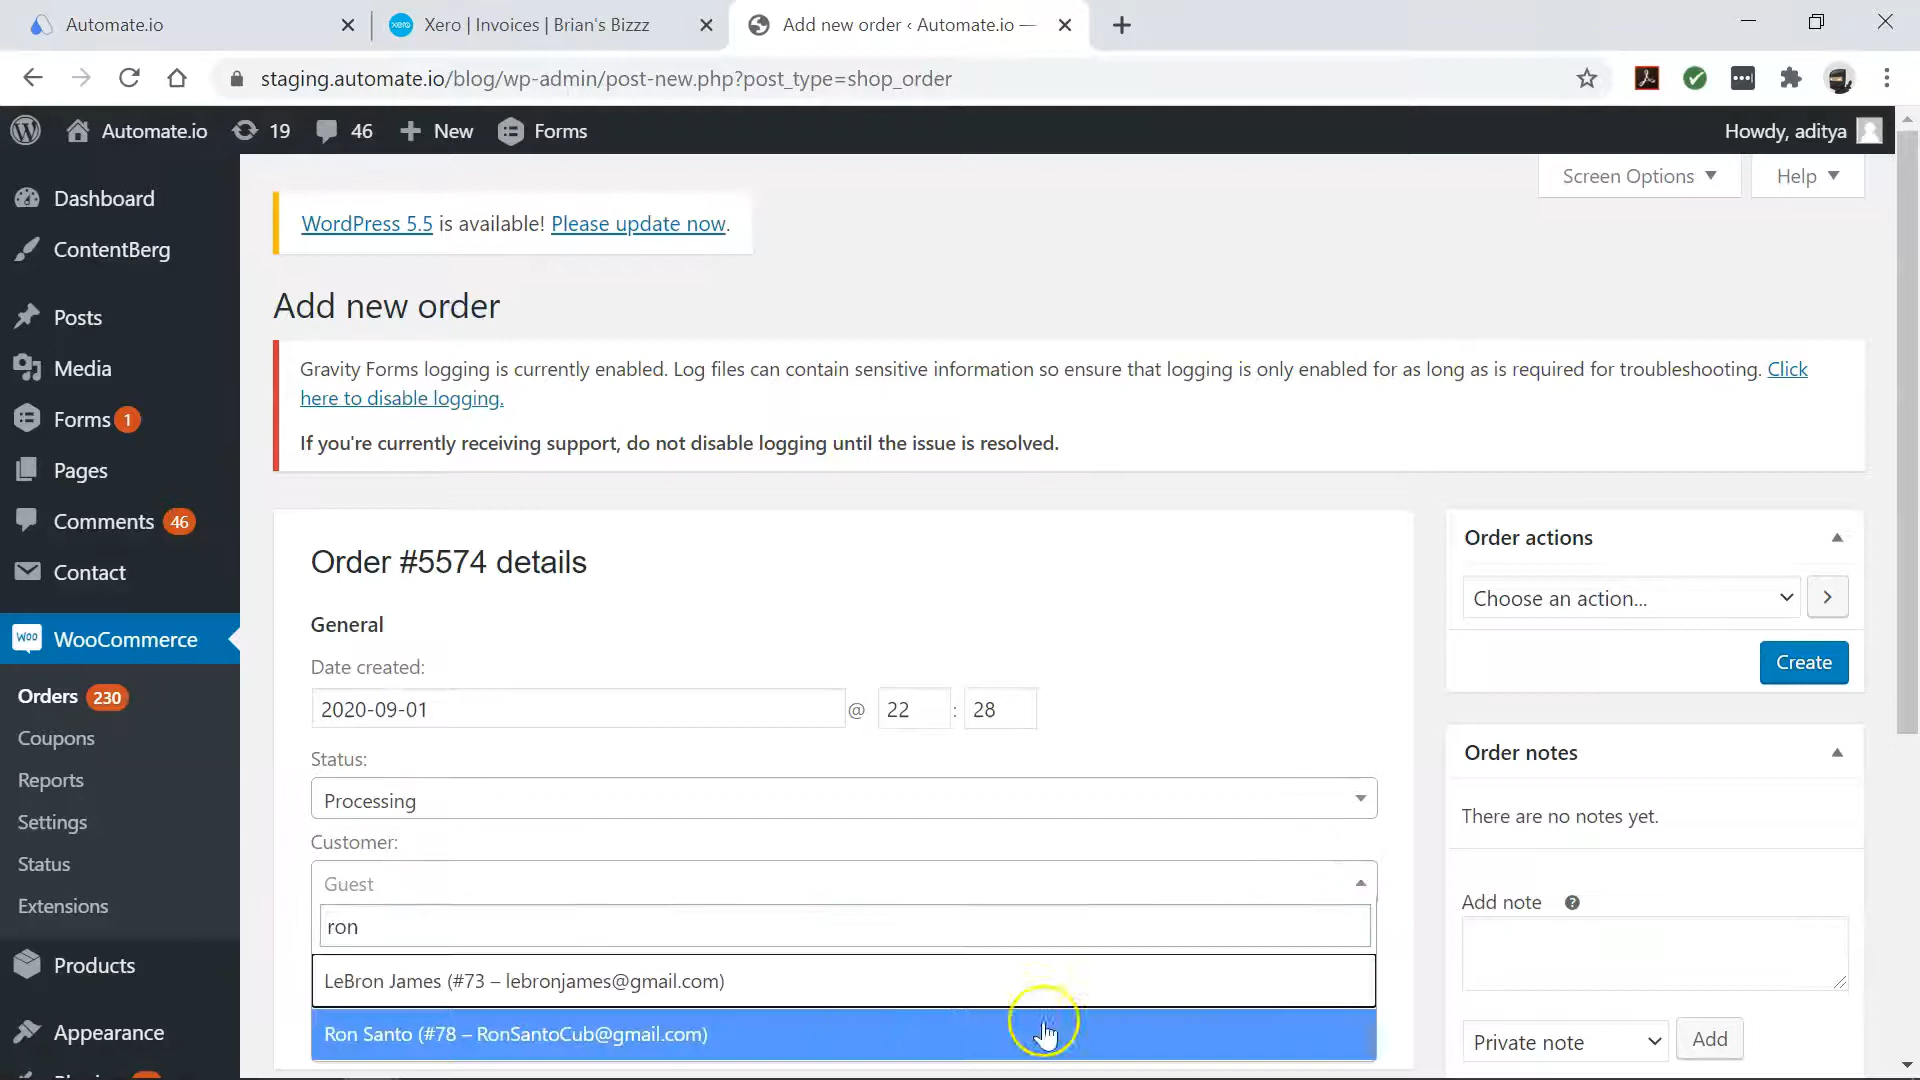 Automate.io
Xero | Invoices | Brian's Bizzz
Add new order ‹ Automate.io —
staging.automate.io/blog/wp-admin/post-new.php?post_type=shop_order
Automate.io
19
46
New
Forms
Howdy, aditya
Screen Options
Help
Dashboard
ContentBerg
Posts
Media
Forms 1
Pages
Comments 46
Contact
Woo WooCommerce
Orders 230
Coupons
Reports
Settings
Status
Extensions
Products
Appearance
WordPress 5.5 is available! Please update now.
Add new order
Gravity Forms logging is currently enabled. Log files can contain sensitive information so ensure that logging is only enabled for as long as is required for troubleshooting. Click
here to disable logging.
If you're currently receiving support, do not disable logging until the issue is resolved.
Order #5574 details
General
Date created:
2020-09-01 @ 22 : 28
Status:
Processing
Customer:
Guest
ron
LeBron James (#73 – lebronjames@gmail.com)
Ron Santo (#78 – RonSantoCub@gmail.com)
Order actions
Choose an action...
Create
Order notes
There are no notes yet.
Add note ?
Private note
Add